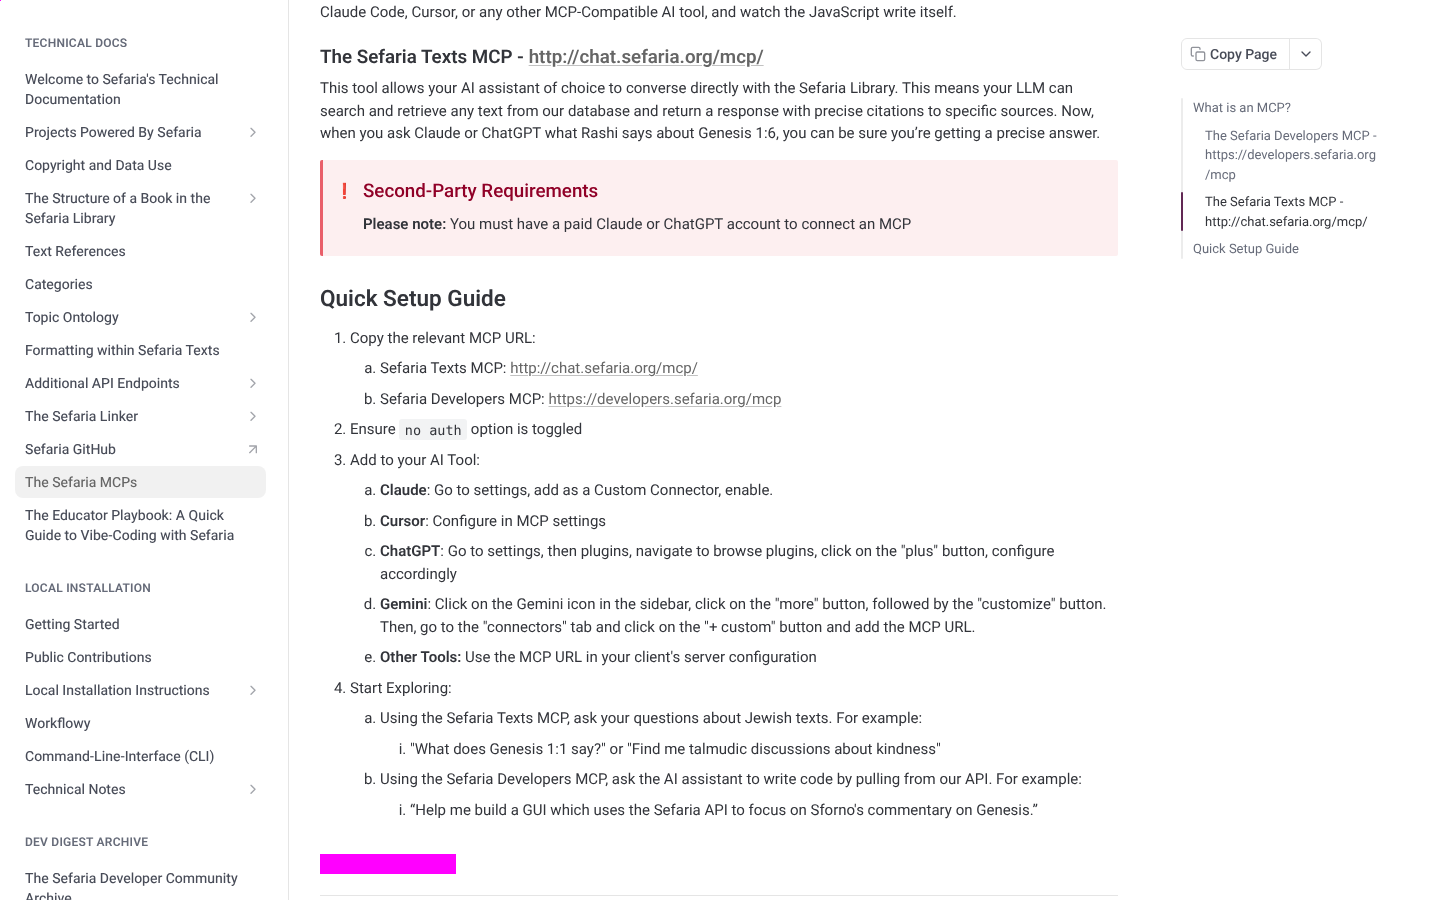 TECHNICAL DOCS
Welcome to Sefaria's Technical
Documentation
Projects Powered By Sefaria
Copyright and Data Use
The Structure of a Book in the
Sefaria Library
Text References
Categories
Topic Ontology
Formatting within Sefaria Texts
Additional API Endpoints
The Sefaria Linker
Sefaria GitHub
The Sefaria MCPs
The Educator Playbook: A Quick
Guide to Vibe-Coding with Sefaria
LOCAL INSTALLATION
Getting Started
Public Contributions
Local Installation Instructions
Workflowy
Command-Line-Interface (CLI)
Technical Notes
DEV DIGEST ARCHIVE
The Sefaria Developer Community
Archive
Claude Code, Cursor, or any other MCP-Compatible AI tool, and watch the JavaScript write itself.
The Sefaria Texts MCP - http://chat.sefaria.org/mcp/
This tool allows your AI assistant of choice to converse directly with the Sefaria Library. This means your LLM can
search and retrieve any text from our database and return a response with precise citations to specific sources. Now,
when you ask Claude or ChatGPT what Rashi says about Genesis 1:6, you can be sure you’re getting a precise answer.
❗ Second-Party Requirements
Please note: You must have a paid Claude or ChatGPT account to connect an MCP
Quick Setup Guide
1. Copy the relevant MCP URL:
a. Sefaria Texts MCP: http://chat.sefaria.org/mcp/
b. Sefaria Developers MCP: https://developers.sefaria.org/mcp
2. Ensure no auth option is toggled
3. Add to your AI Tool:
a. Claude: Go to settings, add as a Custom Connector, enable.
b. Cursor: Configure in MCP settings
c. ChatGPT: Go to settings, then plugins, navigate to browse plugins, click on the "plus" button, configure
accordingly
d. Gemini: Click on the Gemini icon in the sidebar, click on the "more" button, followed by the "customize" button.
Then, go to the "connectors" tab and click on the "+ custom" button and add the MCP URL.
e. Other Tools: Use the MCP URL in your client's server configuration
4. Start Exploring:
a. Using the Sefaria Texts MCP, ask your questions about Jewish texts. For example:
i. "What does Genesis 1:1 say?" or "Find me talmudic discussions about kindness"
b. Using the Sefaria Developers MCP, ask the AI assistant to write code by pulling from our API. For example:
i. “Help me build a GUI which uses the Sefaria API to focus on Sforno's commentary on Genesis.”
Copy Page
What is an MCP?
The Sefaria Developers MCP -
https://developers.sefaria.org
/mcp
The Sefaria Texts MCP -
http://chat.sefaria.org/mcp/
Quick Setup Guide